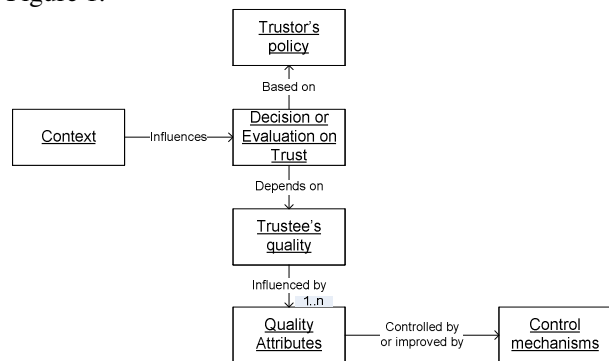 Figure 1.
Trustor's
policy
Based on
Context
Influences
Decision or
Evaluation on
Trust
Depends on
Trustee's
quality
Influenced by
1..n
Quality
Attributes
Controlled by
or improved by
Control
mechanisms